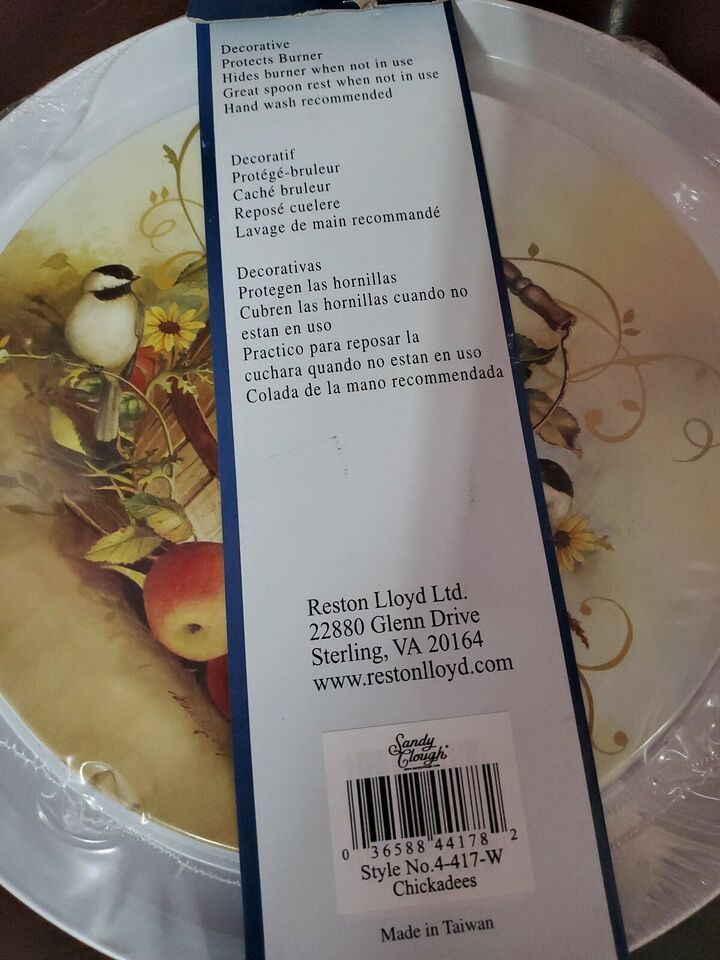 Decorative
Protects Burner
Hides burner when not in use
Great spoon rest when not in use
Hand wash recommended
Decoratif
Protégé-bruleur
Caché bruleur
Reposé cuelere
Lavage de main recommandé
Decorativas
Protegen las hornillas
Cubren las hornillas cuando no
estan en uso
Practico para reposar la
cuchara quando no estan en uso
Colada de la mano recommendada
Reston Lloyd Ltd.
22880 Glenn Drive
Sterling, VA 20164
www.restonlloyd.com
Sandy
Clough®
0 36588 44178 2
Style No.4-417-W
Chickadees
Made in Taiwan